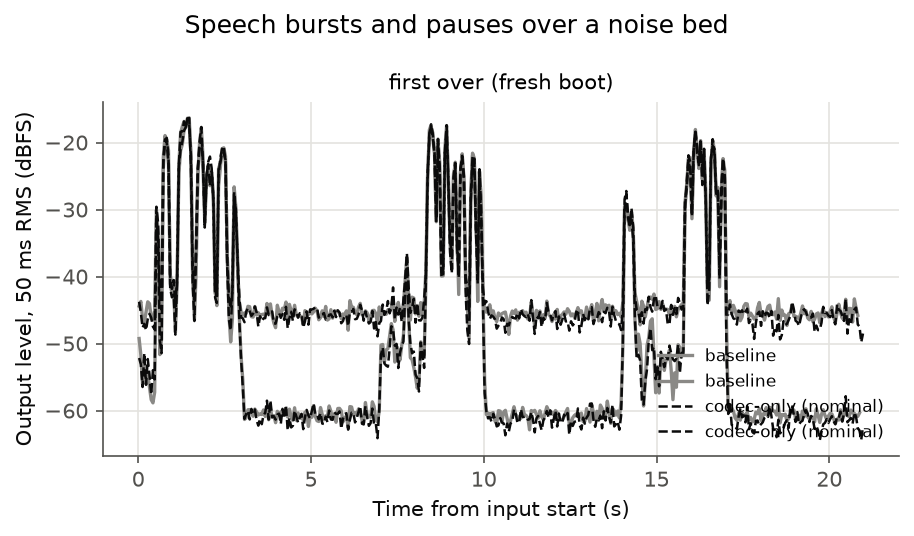 Speech bursts and pauses over a noise bed
first over (fresh boot)
Output level, 50 ms RMS (dBFS)
−20
−30
−40
−50
−60
baseline
baseline
codec-only (nominal)
codec-only (nominal)
0
5
10
15
20
Time from input start (s)